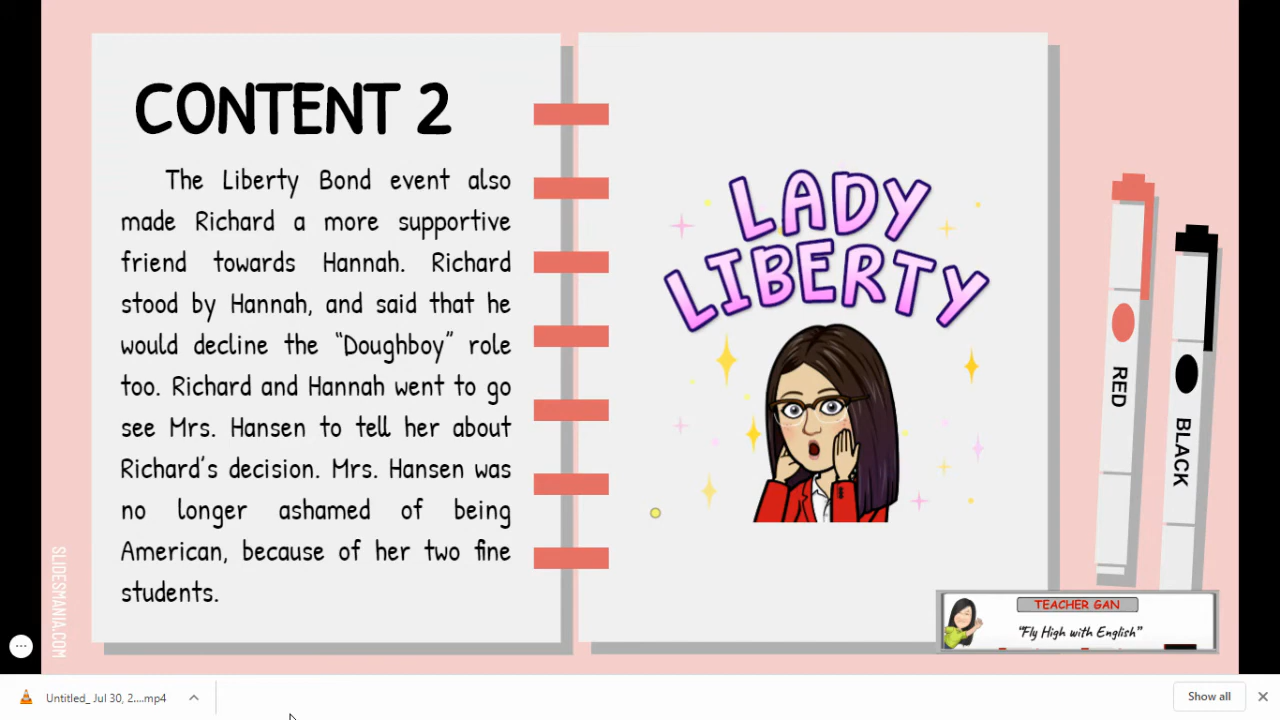 CONTENT 2
The Liberty Bond event also
made Richard a more supportive
friend towards Hannah. Richard
stood by Hannah, and said that he
would decline the “Doughboy” role
too. Richard and Hannah went to go
see Mrs. Hansen to tell her about
Richard's decision. Mrs. Hansen was
no longer ashamed of being
American, because of her two fine
students.
LADY
LIBERTY
RED
BLACK
SLIDESMANIA.COM
TEACHER GAN
“Fly High with English”
Untitled_ Jul 30, 2....mp4
Show all